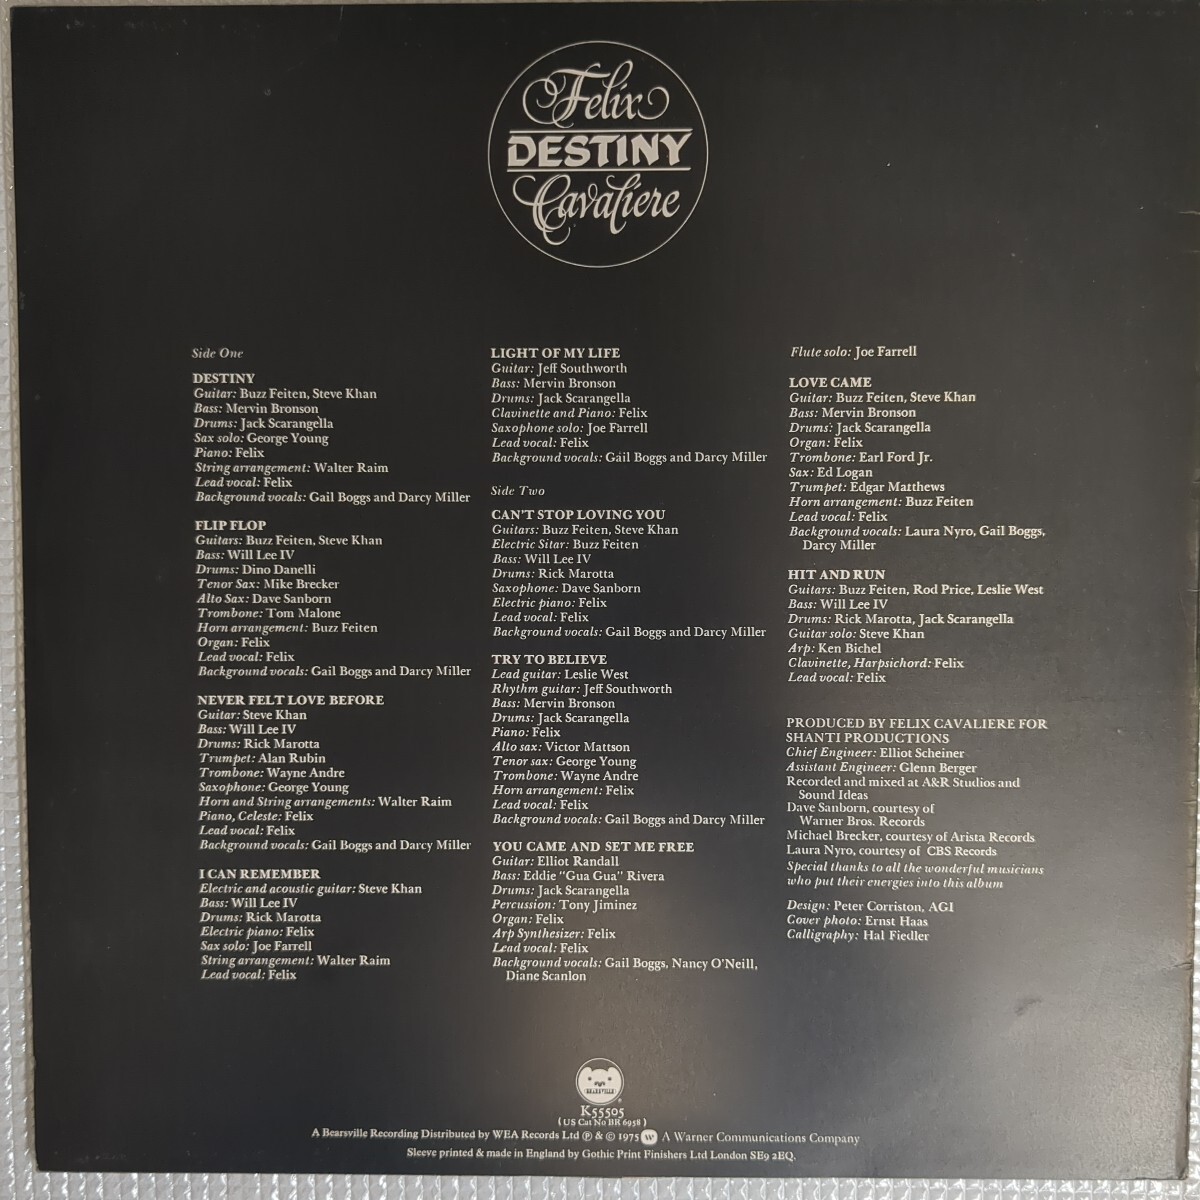 Felix
DESTINY
Cavaliere
Side One
DESTINY
Guitar: Buzz Feiten, Steve Khan
Bass: Mervin Bronson
Drums: Jack Scarangella
Sax solo: George Young
Piano: Felix
String arrangement: Walter Raim
Lead vocal: Felix
Background vocals: Gail Boggs and Darcy Miller
FLIP FLOP
Guitars: Buzz Feiten, Steve Khan
Bass: Will Lee IV
Drums: Dino Danelli
Tenor Sax: Mike Brecker
Alto Sax: Dave Sanborn
Trombone: Tom Malone
Horn arrangement: Buzz Feiten
Organ: Felix
Lead vocal: Felix
Background vocals: Gail Boggs and Darcy Miller
NEVER FELT LOVE BEFORE
Guitar: Steve Khan
Bass: Will Lee IV
Drums: Rick Marotta
Trumpet: Alan Rubin
Trombone: Wayne Andre
Saxophone: George Young
Horn and String arrangements: Walter Raim
Piano, Celeste: Felix
Lead vocal: Felix
Background vocals: Gail Boggs and Darcy Miller
I CAN REMEMBER
Electric and acoustic guitar: Steve Khan
Bass: Will Lee IV
Drums: Rick Marotta
Electric piano: Felix
Sax solo: Joe Farrell
String arrangement: Walter Raim
Lead vocal: Felix
LIGHT OF MY LIFE
Guitar: Jeff Southworth
Bass: Mervin Bronson
Drums: Jack Scarangella
Clavinette and Piano: Felix
Saxophone solo: Joe Farrell
Lead vocal: Felix
Background vocals: Gail Boggs and Darcy Miller
Side Two
CAN'T STOP LOVING YOU
Guitars: Buzz Feiten, Steve Khan
Electric Sitar: Buzz Feiten
Bass: Will Lee IV
Drums: Rick Marotta
Saxophone: Dave Sanborn
Electric piano: Felix
Lead vocal: Felix
Background vocals: Gail Boggs and Darcy Miller
TRY TO BELIEVE
Lead guitar: Leslie West
Rhythm guitar: Jeff Southworth
Bass: Mervin Bronson
Drums: Jack Scarangella
Piano: Felix
Alto sax: Victor Mattson
Tenor sax: George Young
Trombone: Wayne Andre
Horn arrangement: Felix
Lead vocal: Felix
Background vocals: Gail Boggs and Darcy Miller
YOU CAME AND SET ME FREE
Guitar: Elliot Randall
Bass: Eddie "Gua Gua" Rivera
Drums: Jack Scarangella
Percussion: Tony Jiminez
Organ: Felix
Arp Synthesizer: Felix
Lead vocal: Felix
Background vocals: Gail Boggs, Nancy O'Neill,
Diane Scanlon
Flute solo: Joe Farrell
LOVE CAME
Guitar: Buzz Feiten, Steve Khan
Bass: Mervin Bronson
Drums: Jack Scarangella
Organ: Felix
Trombone: Earl Ford Jr.
Sax: Ed Logan
Trumpet: Edgar Matthews
Horn arrangement: Buzz Feiten
Lead vocal: Felix
Background vocals: Laura Nyro, Gail Boggs,
Darcy Miller
HIT AND RUN
Guitars: Buzz Feiten, Rod Price, Leslie West
Bass: Will Lee IV
Drums: Rick Marotta, Jack Scarangella
Guitar solo: Steve Khan
Arp: Ken Bichel
Clavinette, Harpsichord: Felix
Lead vocal: Felix
PRODUCED BY FELIX CAVALIERE FOR
SHANTI PRODUCTIONS
Chief Engineer: Elliot Scheiner
Assistant Engineer: Glenn Berger
Recorded and mixed at A&R Studios and
Sound Ideas
Dave Sanborn, courtesy of
Warner Bros. Records
Michael Brecker, courtesy of Arista Records
Laura Nyro, courtesy of CBS Records
Special thanks to all the wonderful musicians
who put their energies into this album
Design: Peter Corriston, AGI
Cover photo: Ernst Haas
Calligraphy: Hal Fiedler
BEARSVILLE
K55505
(US Cat No BR 6958)
A Bearsville Recording Distributed by WEA Records Ltd ℗ & © 1975 W A Warner Communications Company
Sleeve printed & made in England by Gothic Print Finishers Ltd London SE9 2EQ.